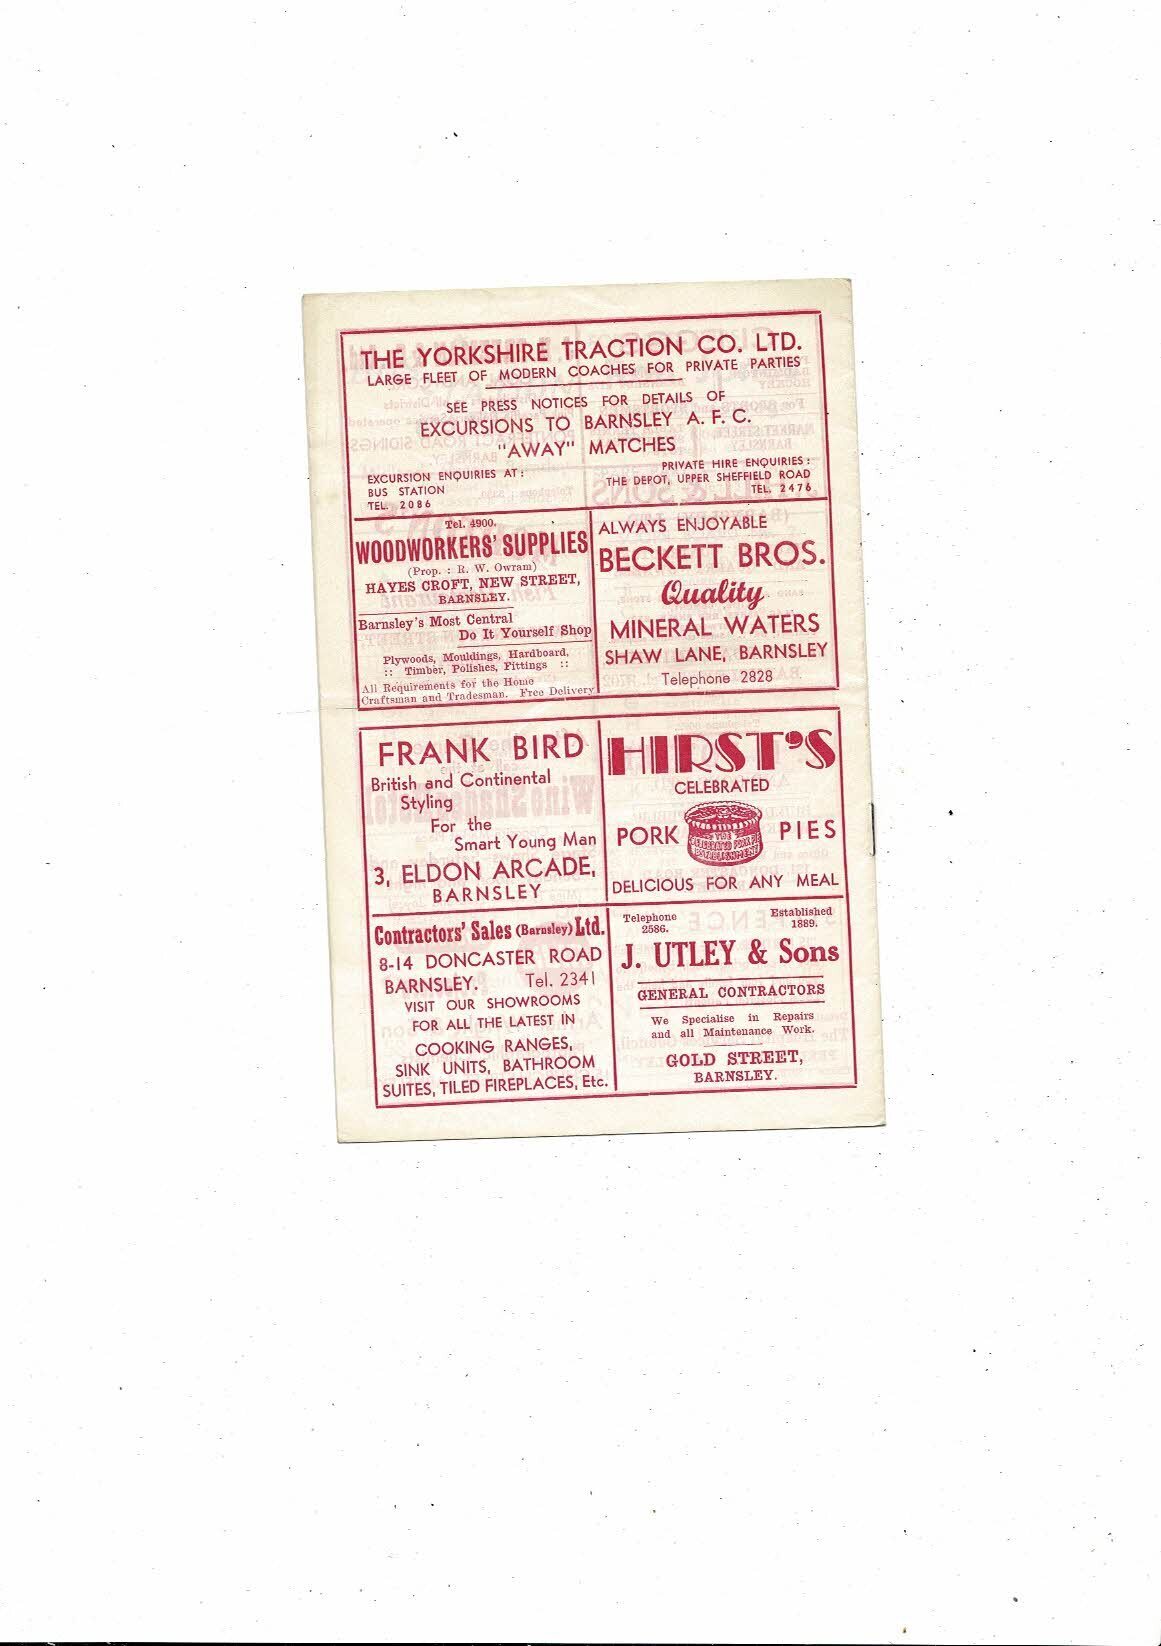 THE YORKSHIRE TRACTION CO. LTD.
LARGE FLEET OF MODERN COACHES FOR PRIVATE PARTIES
SEE PRESS NOTICES FOR DETAILS OF
EXCURSIONS TO BARNSLEY A. F. C.
"AWAY" MATCHES
EXCURSION ENQUIRIES AT :
BUS STATION
TEL. 2086
PRIVATE HIRE ENQUIRIES :
THE DEPOT, UPPER SHEFFIELD ROAD
TEL. 2476
Tel. 4900.
WOODWORKERS' SUPPLIES
(Prop. : R. W. Owram)
HAYES CROFT, NEW STREET,
BARNSLEY.
Barnsley's Most Central
Do It Yourself Shop
Plywoods, Mouldings, Hardboard,
:: Timber, Polishes, Fittings ::
All Requirements for the Home
Craftsman and Tradesman. Free Delivery
ALWAYS ENJOYABLE
BECKETT BROS.
Quality
MINERAL WATERS
SHAW LANE, BARNSLEY
Telephone 2828
FRANK BIRD
British and Continental
Styling
For the
Smart Young Man
3, ELDON ARCADE,
BARNSLEY
HIRST'S
CELEBRATED
PORK PIES
THE
CELEBRATED PORK PIE
ESTABLISHMENT
DELICIOUS FOR ANY MEAL
Contractors' Sales (Barnsley) Ltd.
8-14 DONCASTER ROAD
BARNSLEY. Tel. 2341
VISIT OUR SHOWROOMS
FOR ALL THE LATEST IN
COOKING RANGES,
SINK UNITS, BATHROOM
SUITES, TILED FIREPLACES, Etc.
Telephone
2586.
Established
1889.
J. UTLEY & Sons
GENERAL CONTRACTORS
We Specialise in Repairs
and all Maintenance Work.
GOLD STREET,
BARNSLEY.